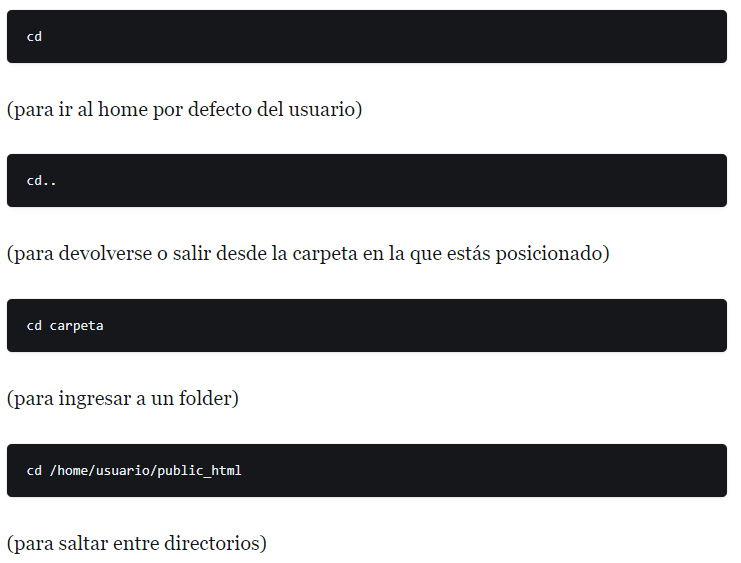 cd
(para ir al home por defecto del usuario)
cd..
(para devolverse o salir desde la carpeta en la que estás posicionado)
cd carpeta
(para ingresar a un folder)
cd /home/usuario/public_html
(para saltar entre directorios)